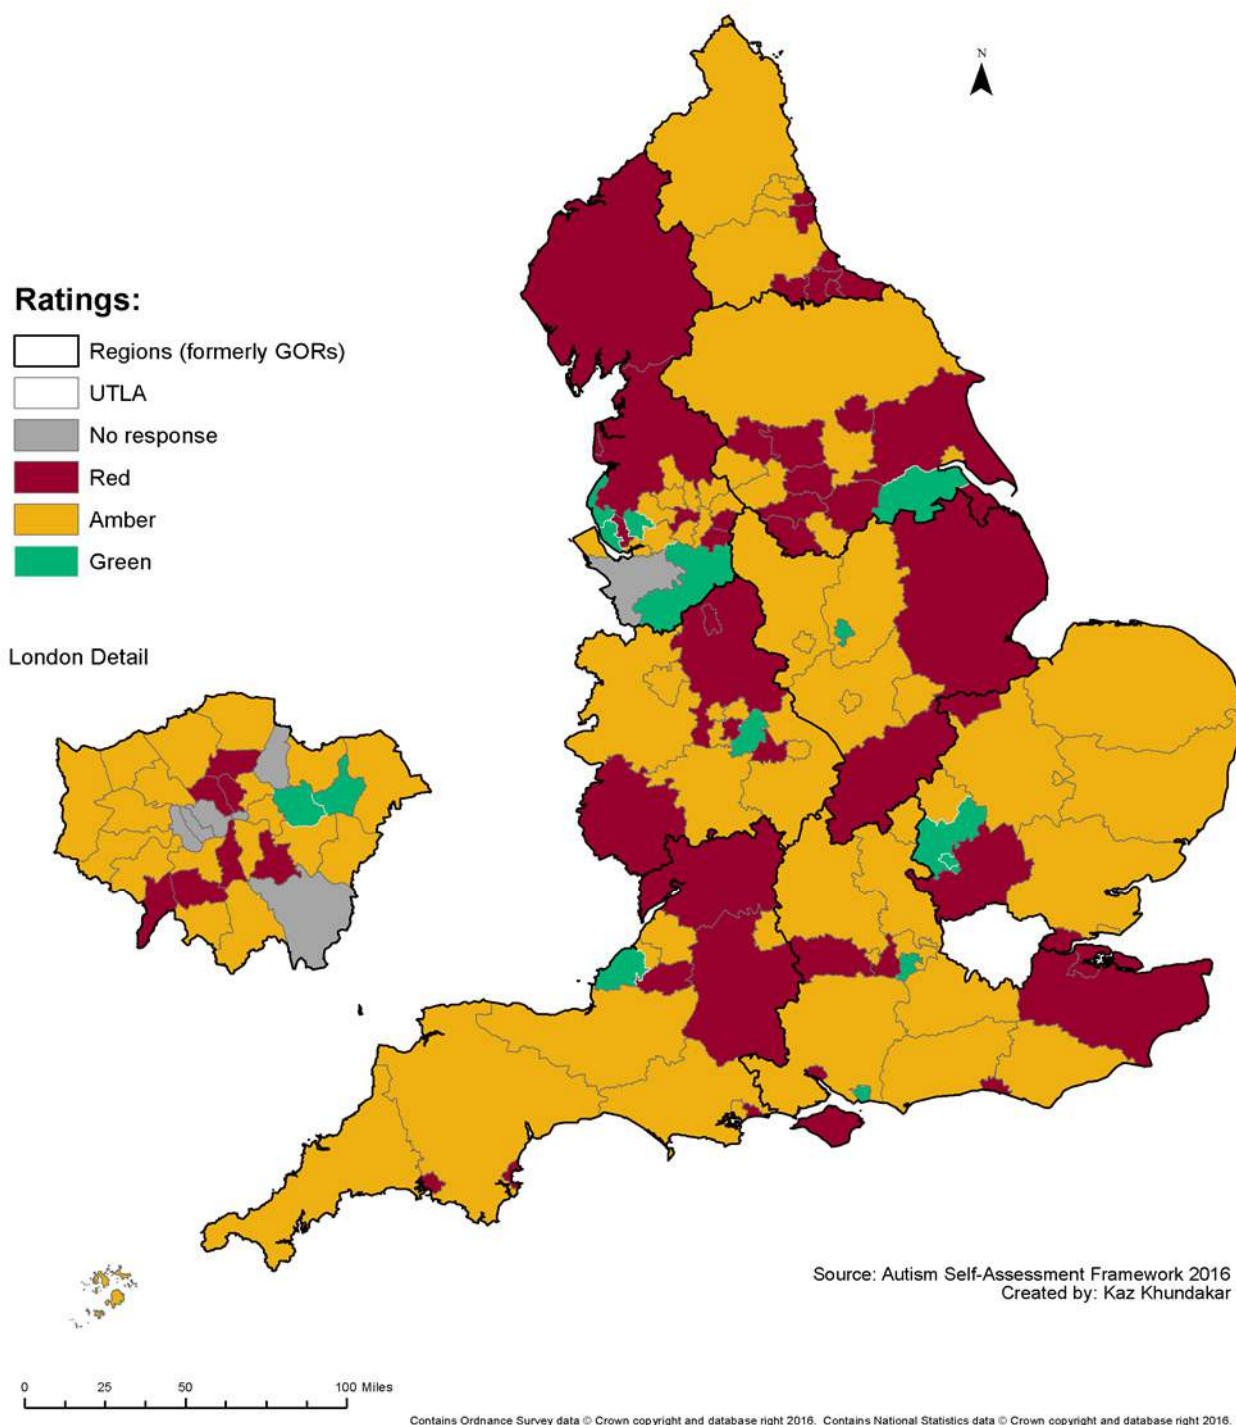 N
Ratings:
Regions (formerly GORs)
UTLA
No response
Red
Amber
Green
London Detail
Source: Autism Self-Assessment Framework 2016
Created by: Kaz Khundakar
0 25 50 100 Miles
Contains Ordnance Survey data © Crown copyright and database right 2016. Contains National Statistics data © Crown copyright and database right 2016.